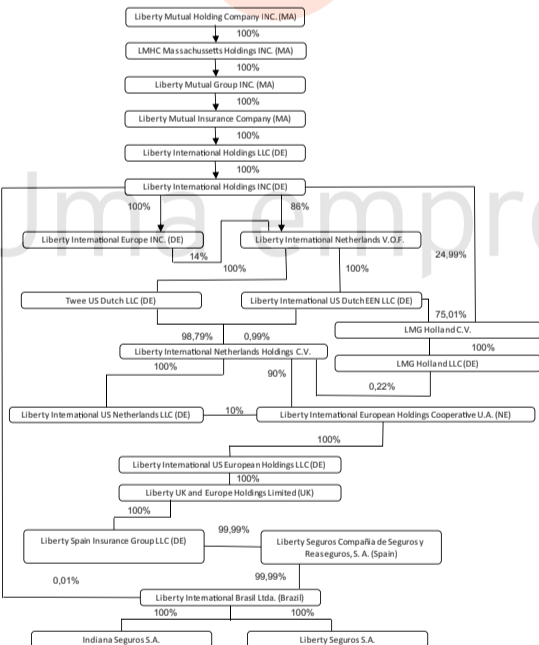 Liberty Mutual Holding Company INC. (MA)
100%
LMHC Massachussetts Holdings INC. (MA)
100%
Liberty Mutual Group INC. (MA)
100%
Liberty Mutual Insurance Company (MA)
100%
Liberty International Holdings LLC (DE)
100%
Liberty International Holdings INC (DE)
100%
86%
Uma empr
Liberty International Europe INC. (DE)
Liberty International Netherlands V.O.F.
14%
24,99%
100%
100%
Twee US Dutch LLC (DE)
Liberty International US Dutch EEN LLC (DE)
75,01%
LMG Holland C.V.
98,79%
0,99%
100%
Liberty International Netherlands Holdings C.V.
LMG Holland LLC (DE)
100%
90%
0,22%
Liberty International US Netherlands LLC (DE)
10%
Liberty International European Holdings Cooperative U.A. (NE)
100%
Liberty International US European Holdings LLC (DE)
100%
Liberty UK and Europe Holdings Limited (UK)
100%
Liberty Spain Insurance Group LLC (DE)
99,99%
Liberty Seguros Compañia de Seguros y
Reaseguros, S. A. (Spain)
0,01%
99,99%
Liberty International Brasil Ltda. (Brazil)
100%
100%
Indiana Seguros S.A.
Liberty Seguros S.A.